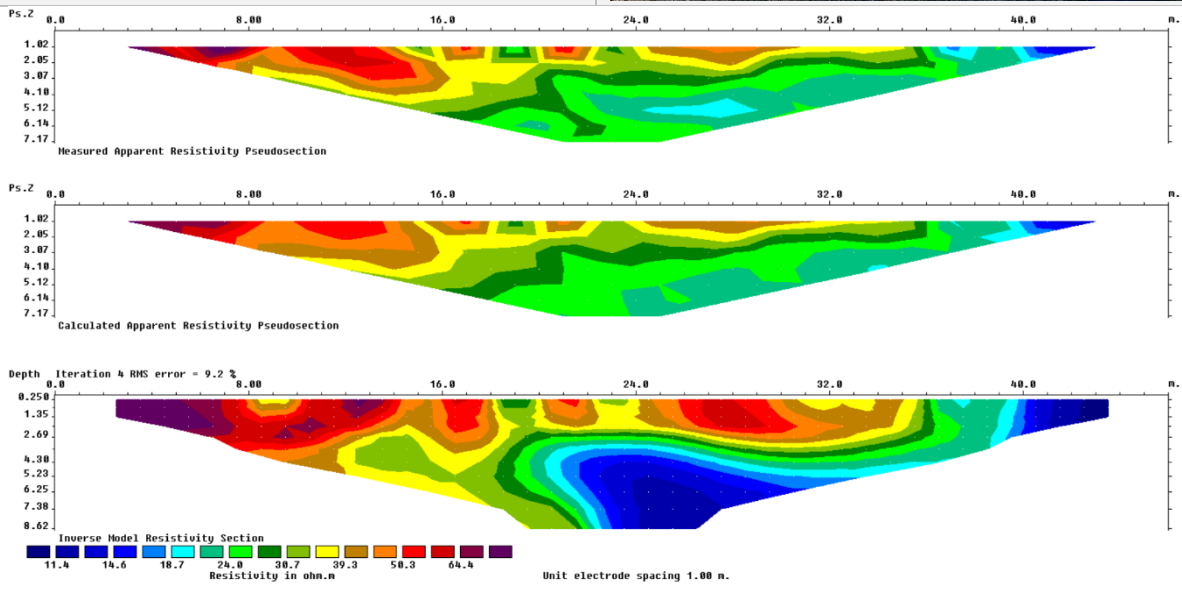 Ps.Z 0.0 8.00 16.0 24.0 32.0 40.0 m.
1.02
2.05
3.07
4.10
5.12
6.14
7.17
Measured Apparent Resistivity Pseudosection
Ps.Z 0.0 8.00 16.0 24.0 32.0 40.0 m.
1.02
2.05
3.07
4.10
5.12
6.14
7.17
Calculated Apparent Resistivity Pseudosection
Depth Iteration 4 RMS error = 9.2 %
0.0 8.00 16.0 24.0 32.0 40.0 m.
0.250
1.35
2.69
4.30
5.23
6.25
7.38
8.62
Inverse Model Resistivity Section
11.4 14.6 18.7 24.0 30.7 39.3 50.3 64.4
Resistivity in ohm.m Unit electrode spacing 1.00 m.